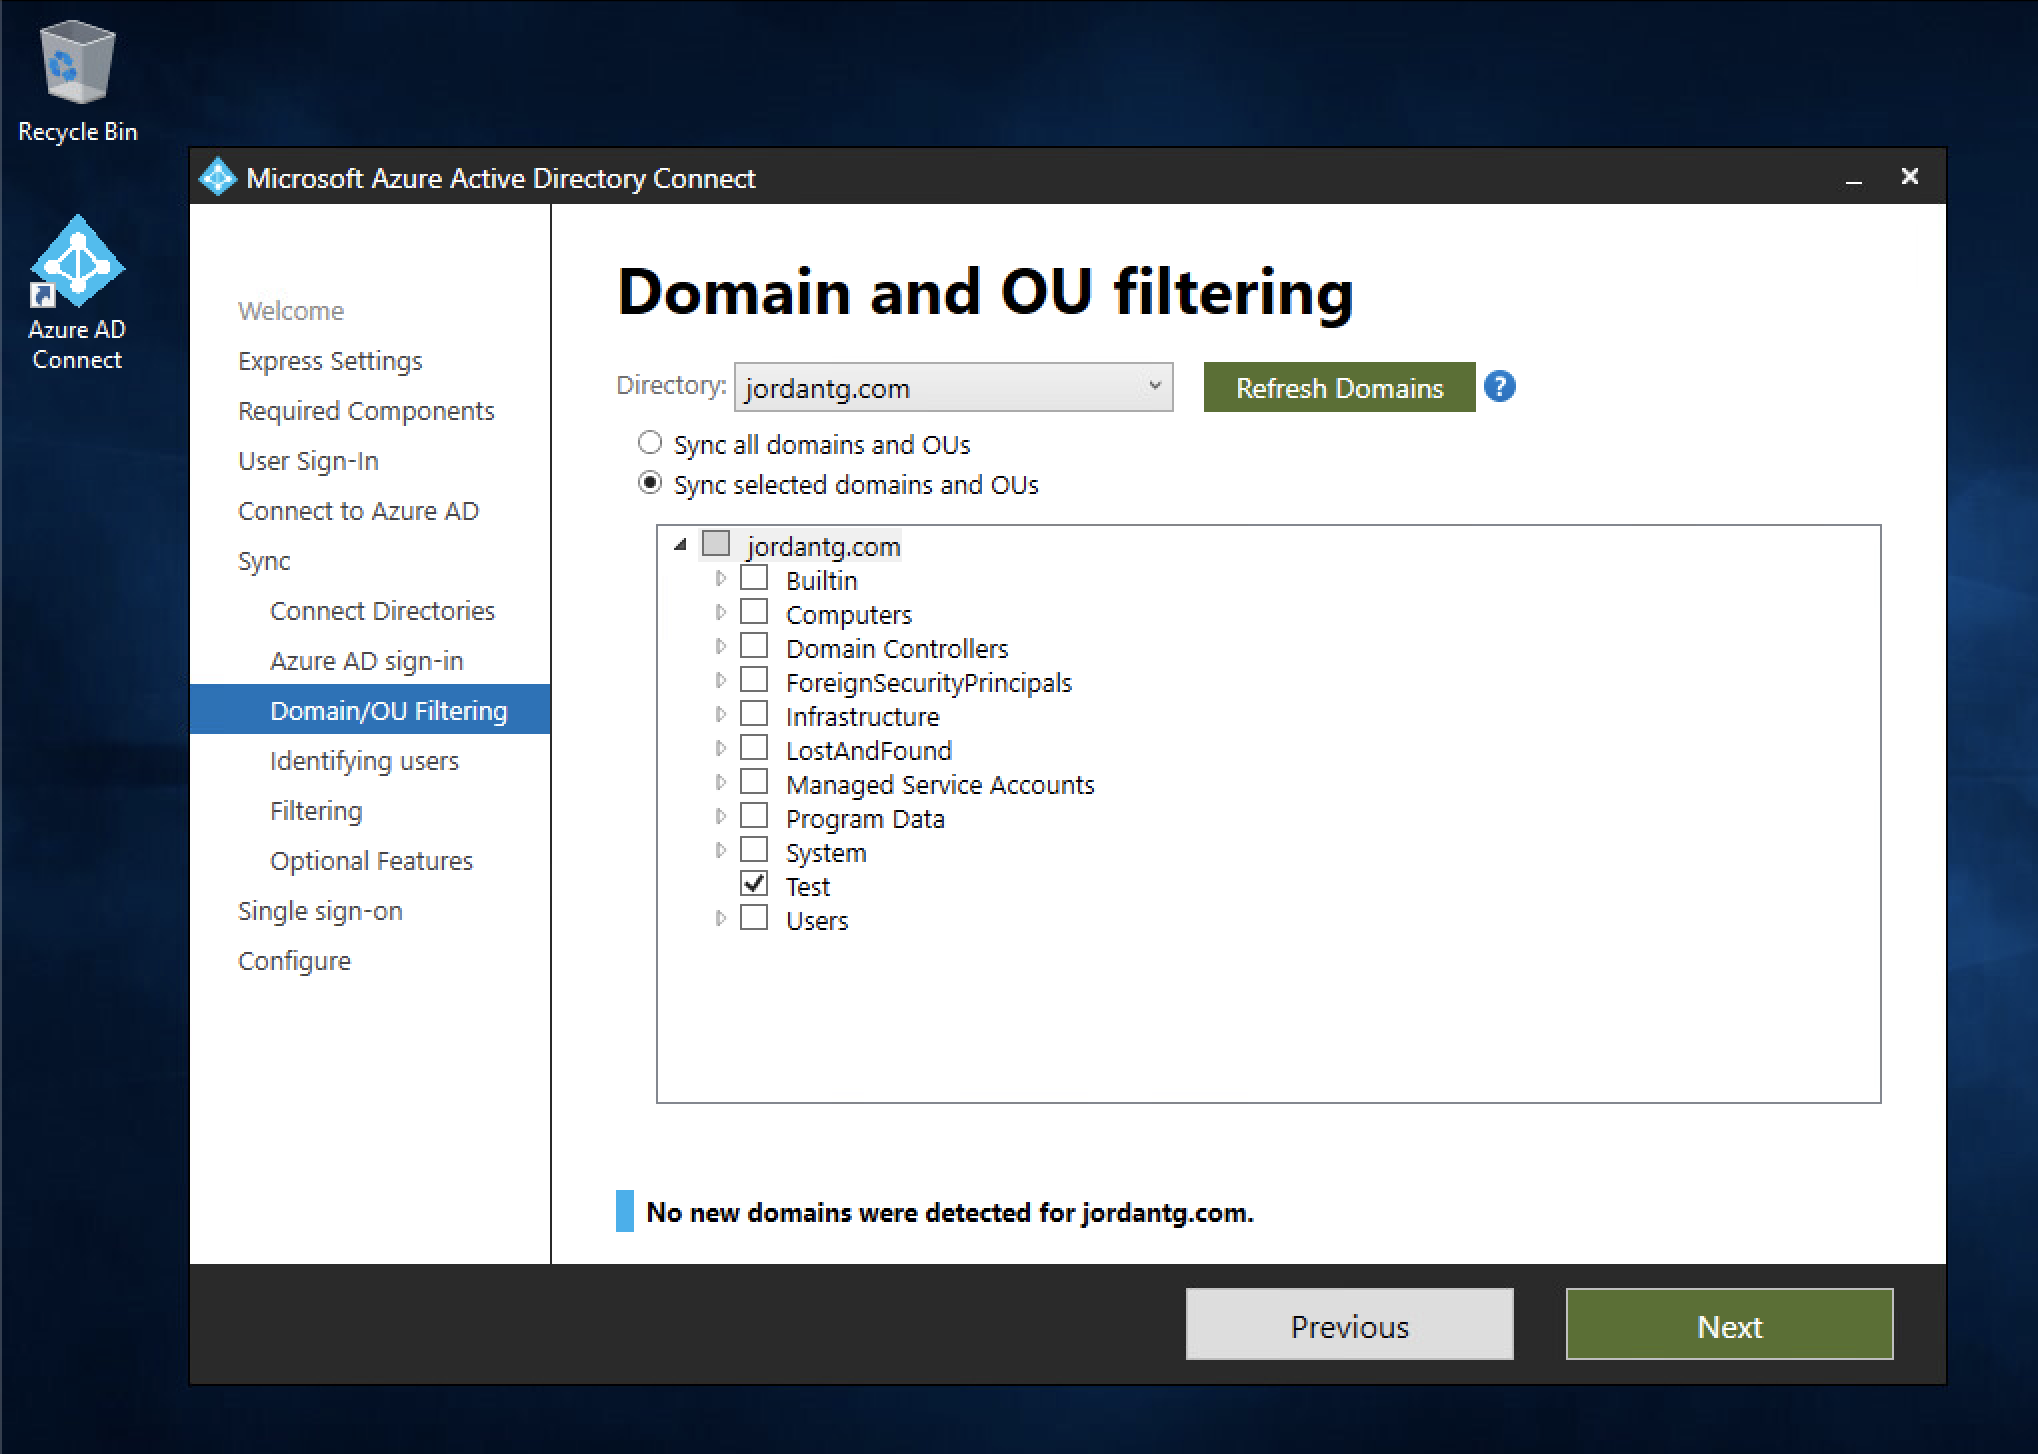 Recycle Bin
Azure AD
Connect
Microsoft Azure Active Directory Connect
Welcome
Express Settings
Required Components
User Sign-In
Connect to Azure AD
Sync
Connect Directories
Azure AD sign-in
Domain/OU Filtering
Identifying users
Filtering
Optional Features
Single sign-on
Configure
Domain and OU filtering
Directory: jordantg.com Refresh Domains ?
Sync all domains and OUs
Sync selected domains and OUs
jordantg.com
Builtin
Computers
Domain Controllers
ForeignSecurityPrincipals
Infrastructure
LostAndFound
Managed Service Accounts
Program Data
System
Test
Users
No new domains were detected for jordantg.com.
Previous Next